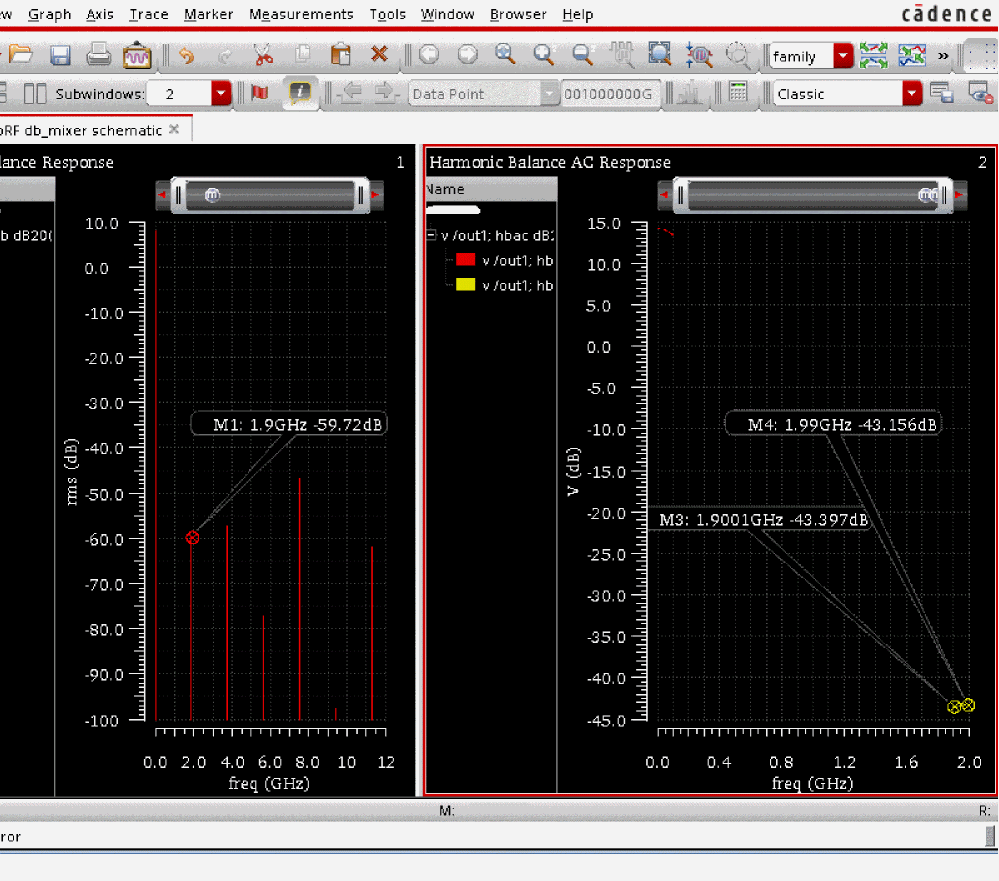 ew Graph Axis Trace Marker Measurements Tools Window Browser Help
cādence
family
»
Subwindows: 2
Data Point
001000000G
Classic
oRF db_mixer schematic
lance Response 1
b dB20(
10.0
0.0
-10.0
-20.0
-30.0
-40.0
-50.0
-60.0
-70.0
-80.0
-90.0
-100
rms (dB)
M1: 1.9GHz -59.72dB
0.0 2.0 4.0 6.0 8.0 10 12
freq (GHz)
Harmonic Balance AC Response 2
Name
v /out1; hbac dB2
v /out1; hb
v /out1; hb
15.0
10.0
5.0
0.0
-5.0
-10.0
-15.0
-20.0
-25.0
-30.0
-35.0
-40.0
-45.0
V (dB)
M4: 1.99GHz -43.156dB
M3: 1.9001GHz -43.397dB
0.0 0.4 0.8 1.2 1.6 2.0
freq (GHz)
M: R:
ror